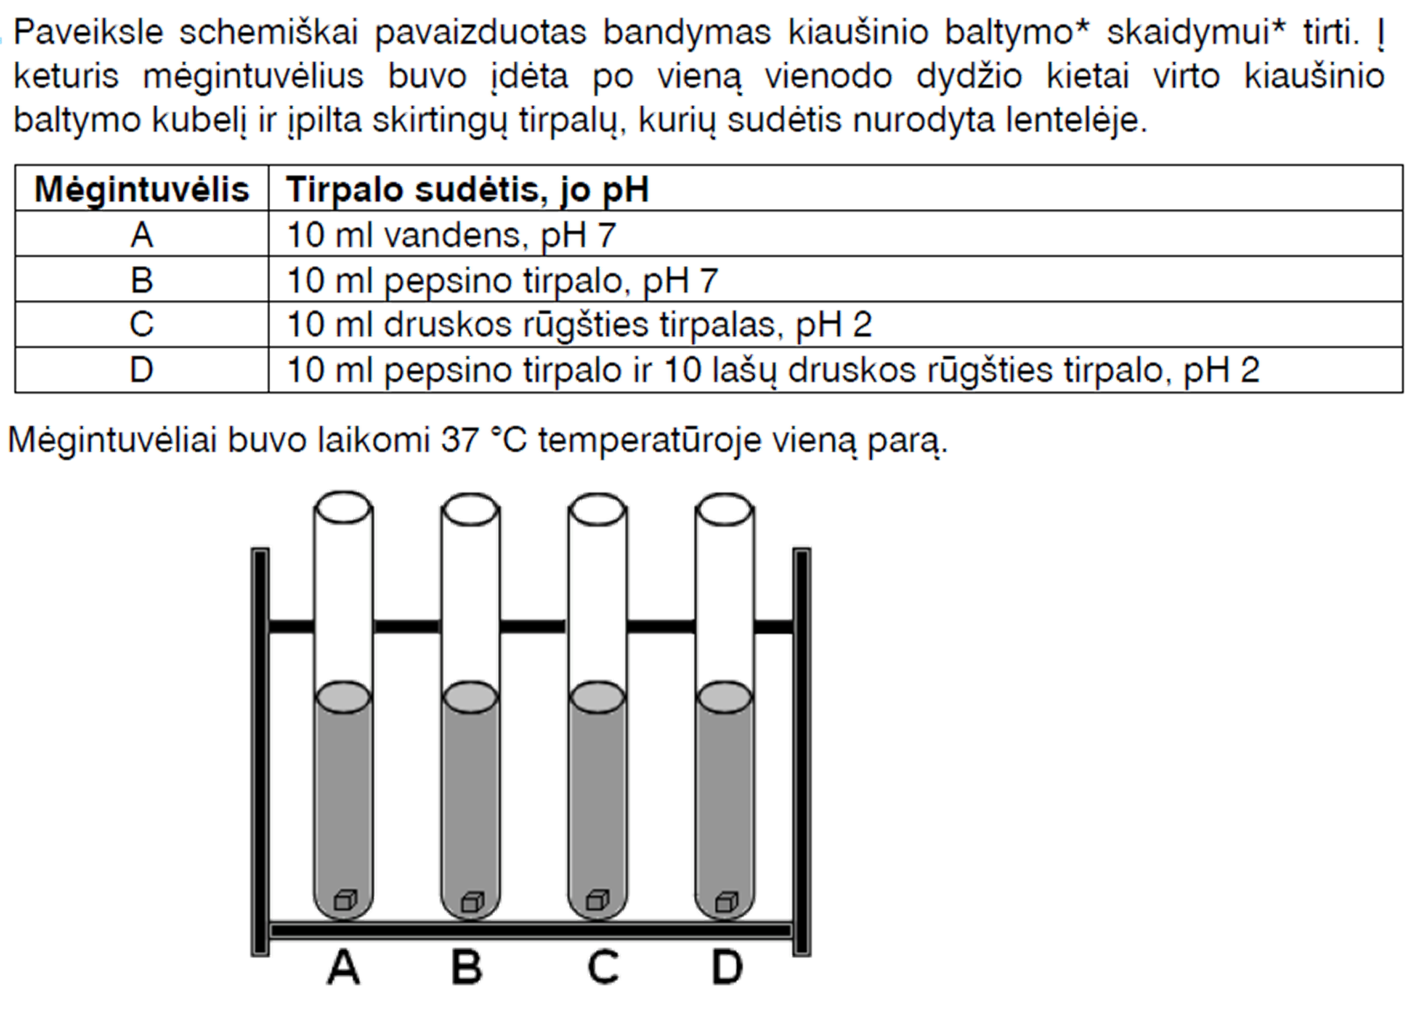 Paveiksle schemiškai pavaizduotas bandymas kiaušinio baltymo* skaidymui* tirti. Į
keturis mėgintuvėlius buvo įdėta po vieną vienodo dydžio kietai virto kiaušinio
baltymo kubelį ir įpilta skirtingų tirpalų, kurių sudėtis nurodyta lentelėje.
Mėgintuvėlis Tirpalo sudėtis, jo pH
A 10 ml vandens, pH 7
B 10 ml pepsino tirpalo, pH 7
C 10 ml druskos rūgšties tirpalas, pH 2
D 10 ml pepsino tirpalo ir 10 lašų druskos rūgšties tirpalo, pH 2
Mėgintuvėliai buvo laikomi 37 °C temperatūroje vieną parą.
A B C D